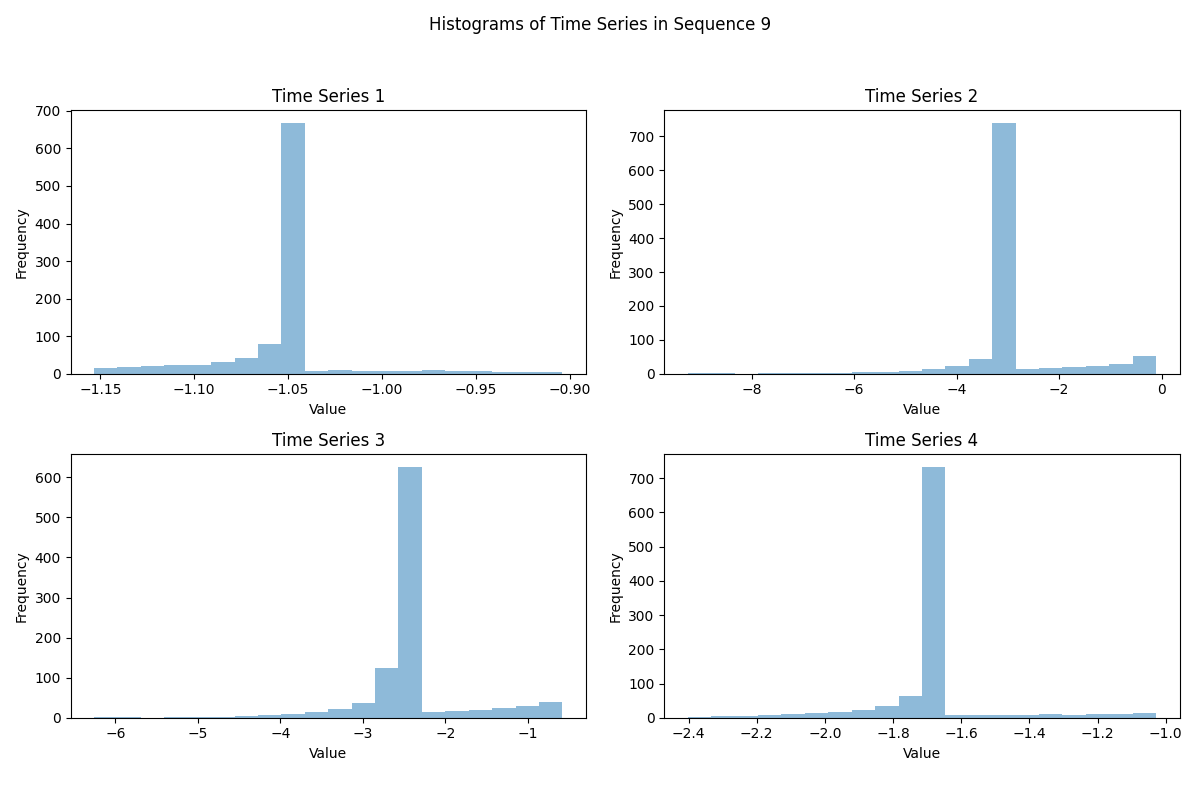 Histograms of Time Series in Sequence 9
Time Series 1
Frequency
700
600
500
400
300
200
100
0
−1.15 −1.10 −1.05 −1.00 −0.95 −0.90
Value
Time Series 2
Frequency
700
600
500
400
300
200
100
0
−8 −6 −4 −2 0
Value
Time Series 3
Frequency
600
500
400
300
200
100
0
−6 −5 −4 −3 −2 −1
Value
Time Series 4
Frequency
700
600
500
400
300
200
100
0
−2.4 −2.2 −2.0 −1.8 −1.6 −1.4 −1.2 −1.0
Value